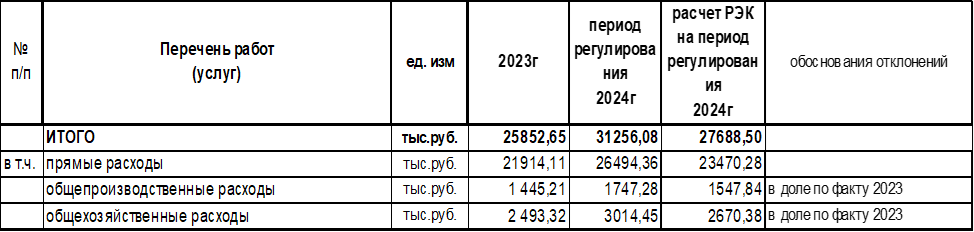 № п/п
Перечень работ (услуг)
ед. изм
2023г
период регулирова ния 2024г
расчет РЭК на период регулирован ия 2024г
обоснования отклонений
ИТОГО тыс.руб. 25852,65 31256,08 27688,50
в т.ч. прямые расходы тыс.руб. 21914,11 26494,36 23470,28
общепроизводственные расходы тыс.руб. 1 445,21 1747,28 1547,84 в доле по факту 2023
общехозяйственные расходы тыс.руб. 2 493,32 3014,45 2670,38 в доле по факту 2023